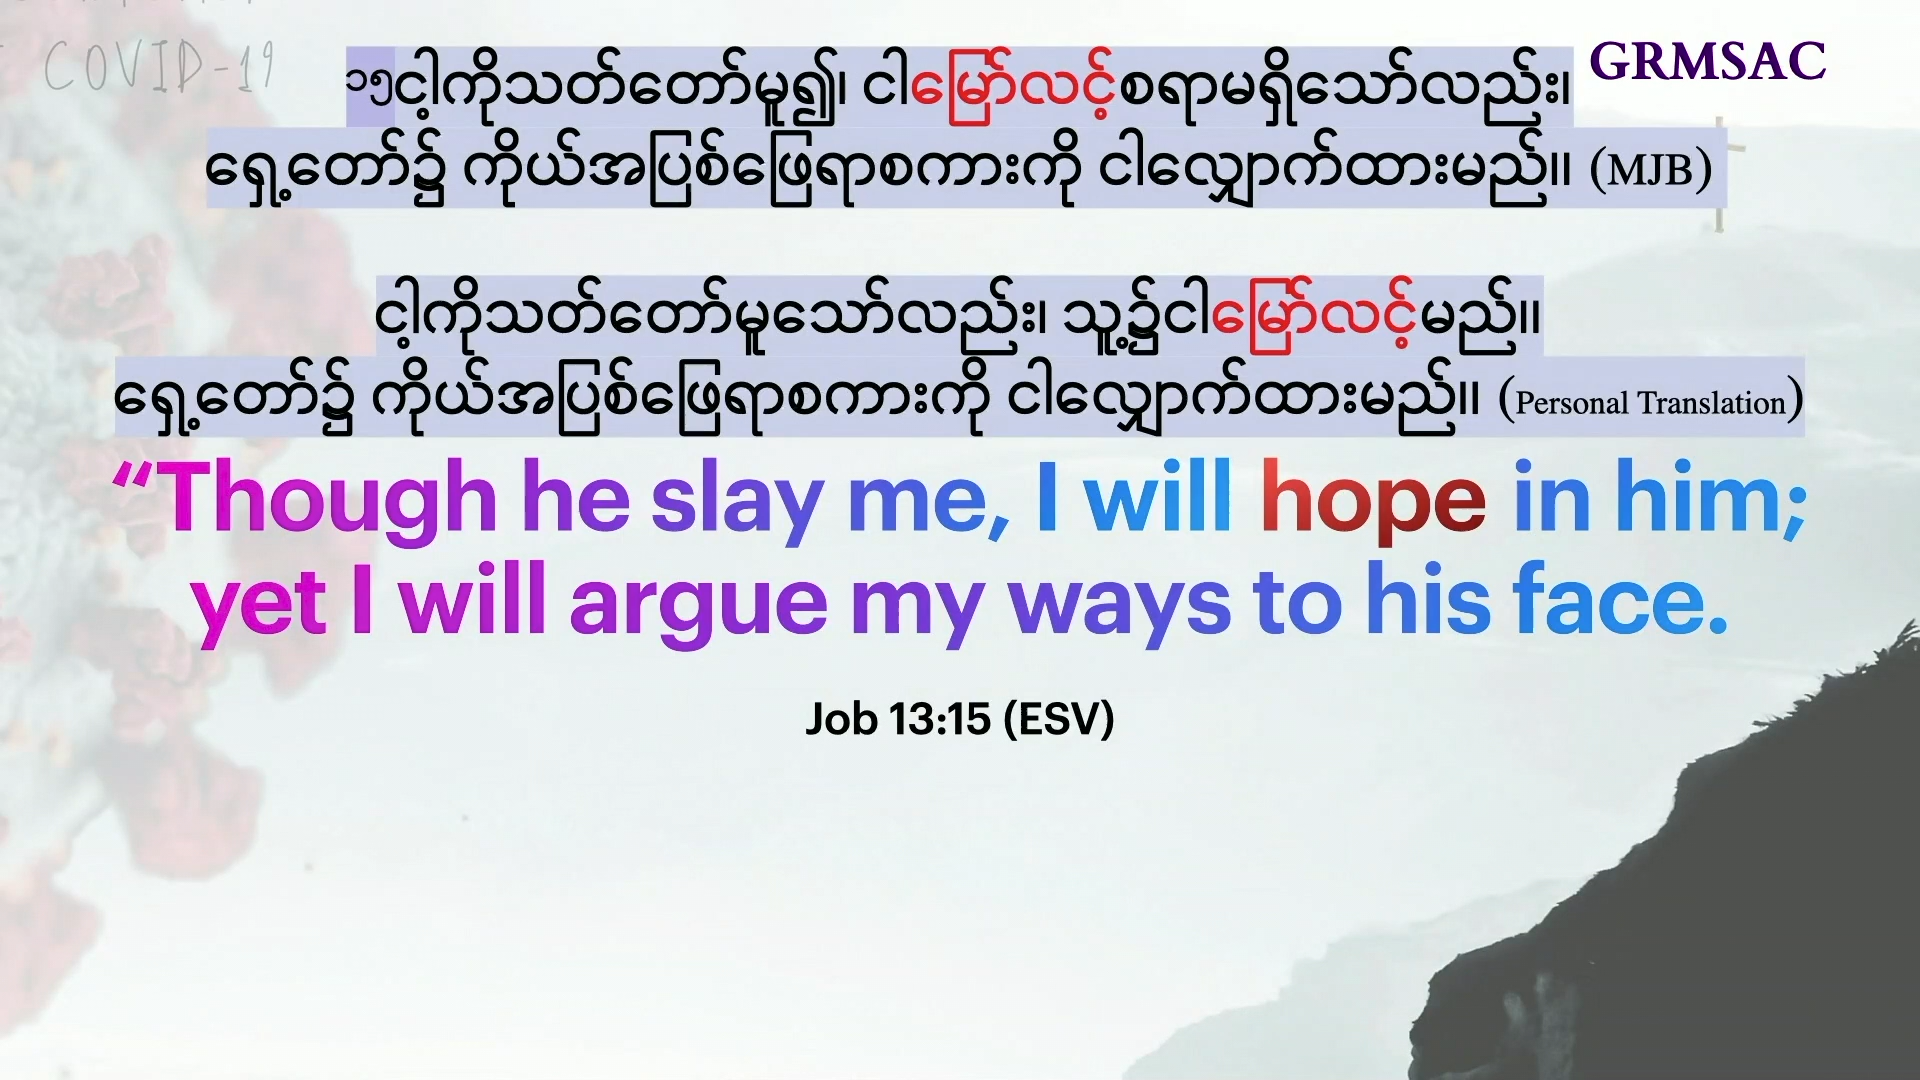 COVID-19
GRMSAC
၁၅ငါ့ကိုသတ်တော်မူ၍၊ ငါမြော်လင့်စရာမရှိသော်လည်း၊
ရှေ့တော်၌ ကိုယ်အပြစ်ဖြေရာစကားကို ငါလျှောက်ထားမည်။ (MJB)
ငါ့ကိုသတ်တော်မူသော်လည်း၊ သူ့၌ငါမြော်လင့်မည်။
ရှေ့တော်၌ ကိုယ်အပြစ်ဖြေရာစကားကို ငါလျှောက်ထားမည်။ (Personal Translation)
“Though he slay me, I will hope in him;
yet I will argue my ways to his face.
Job 13:15 (ESV)